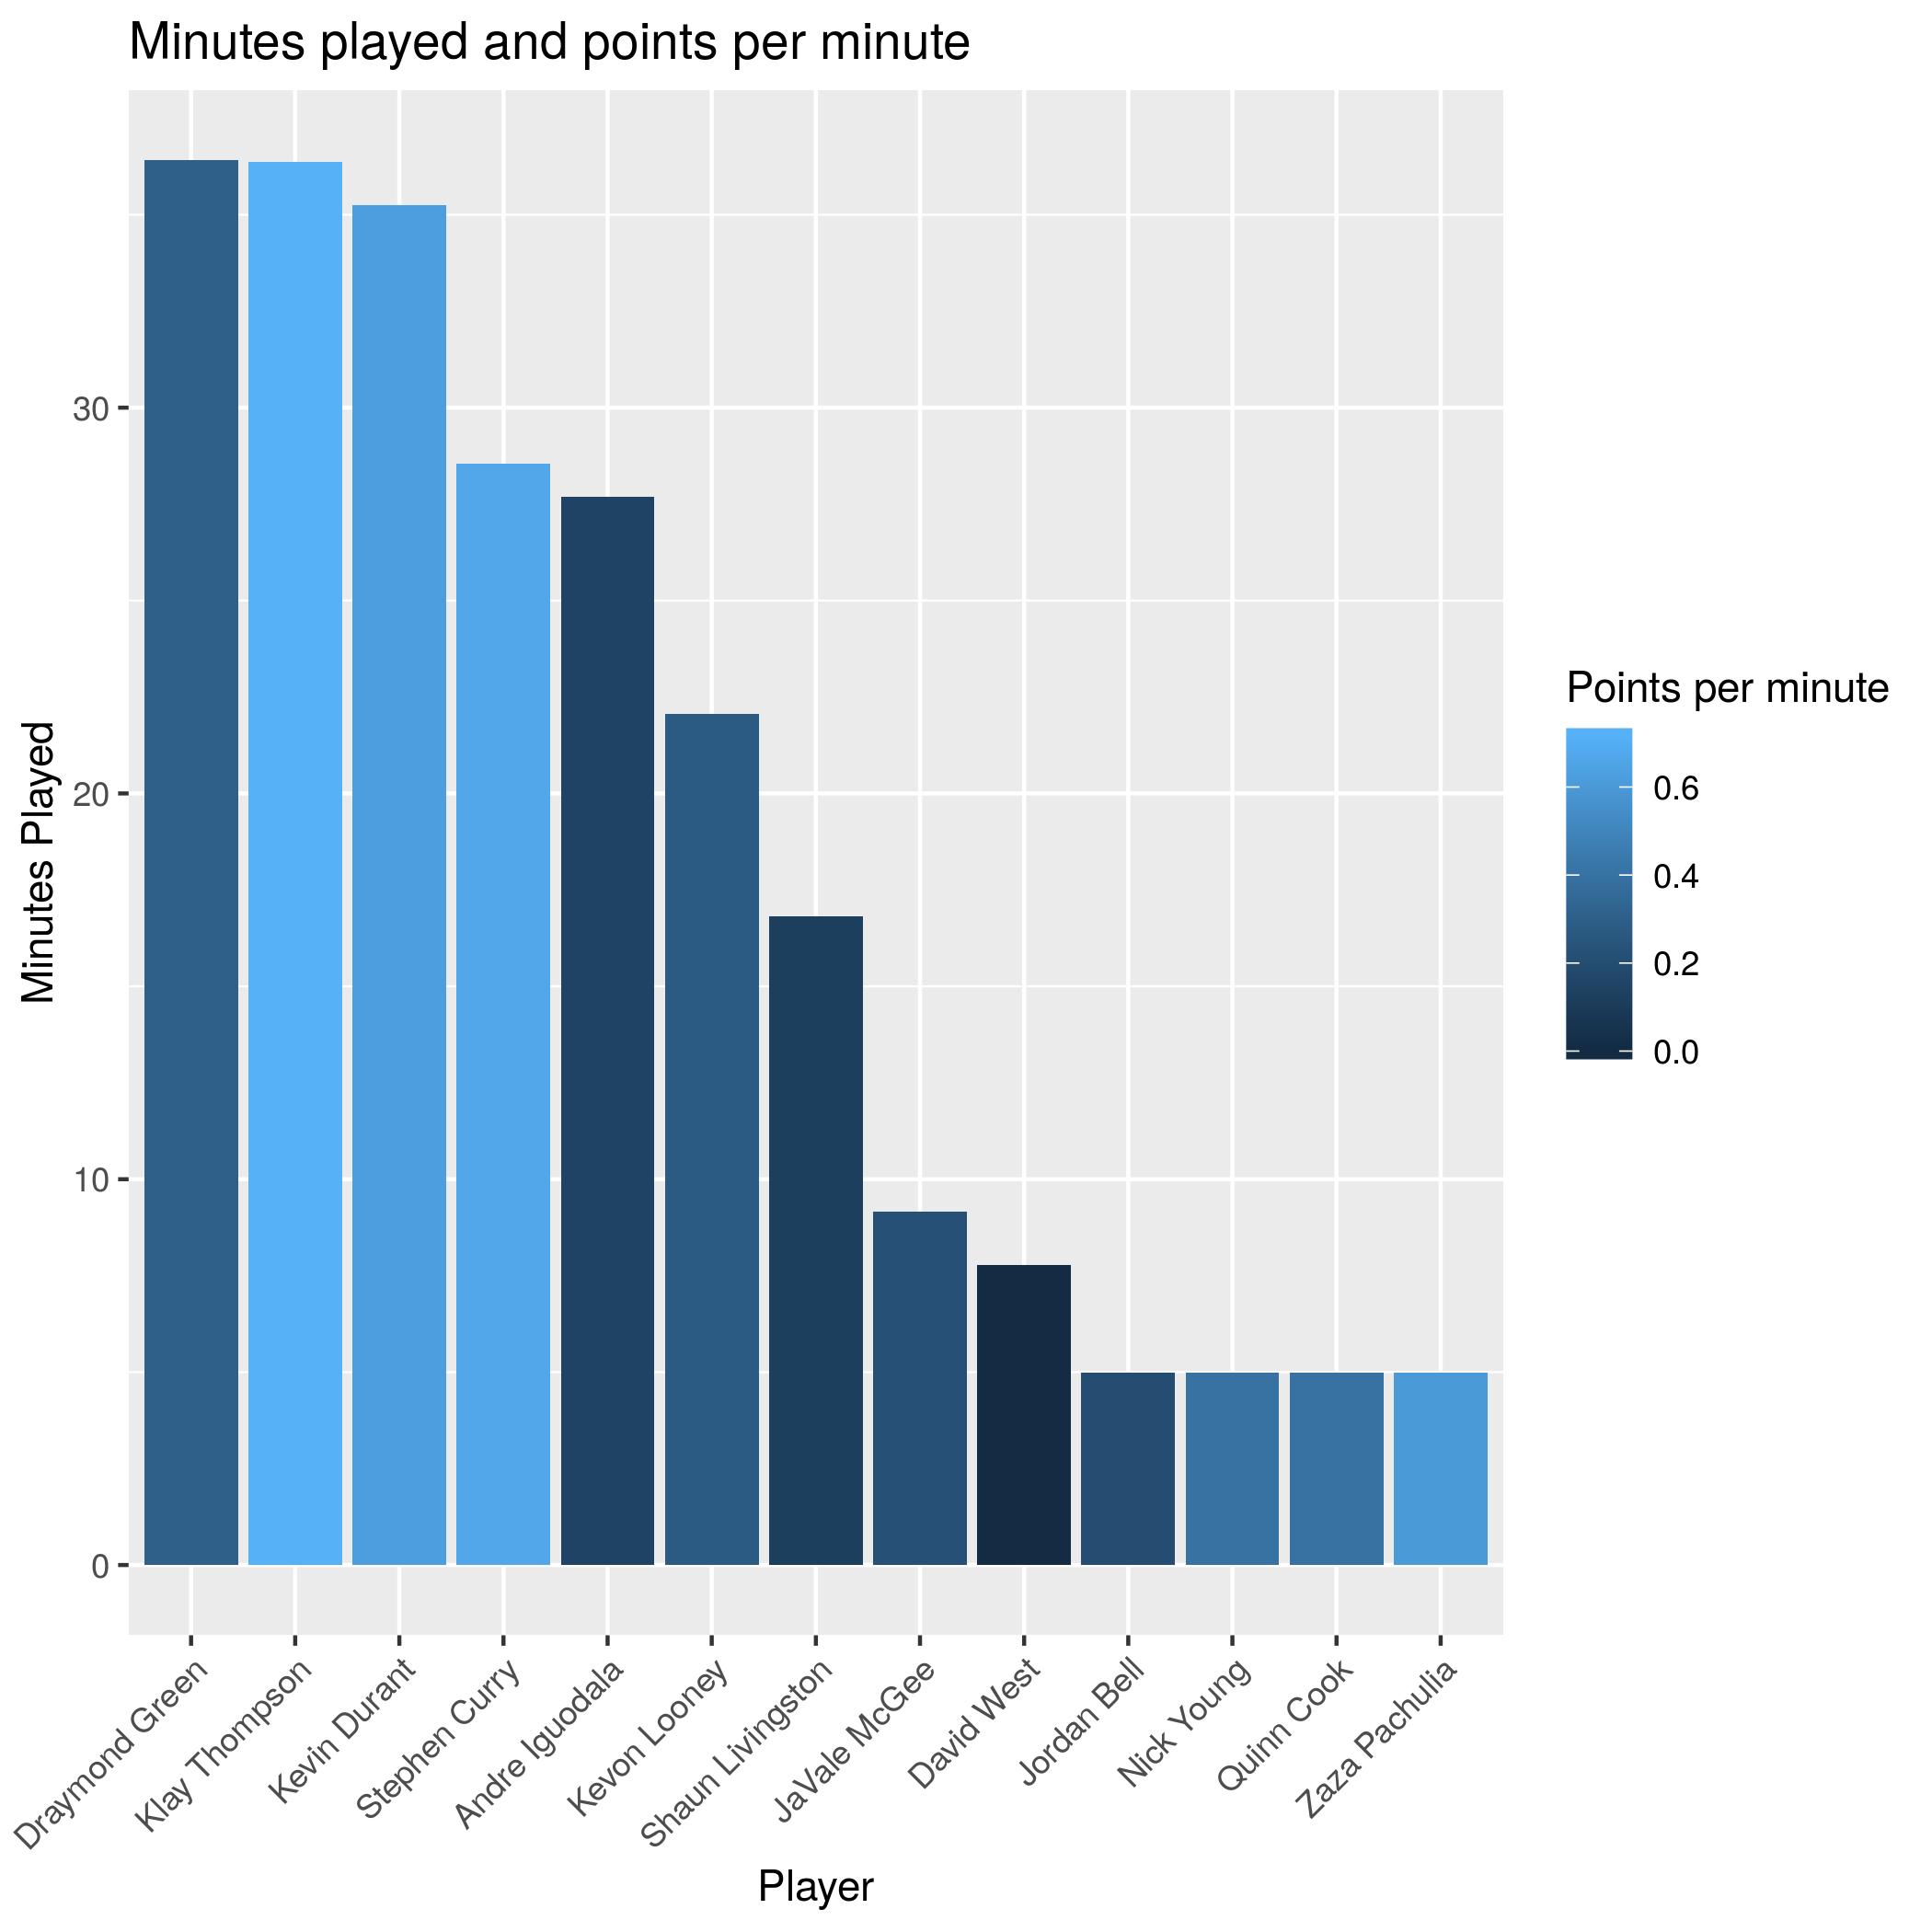 Minutes played and points per minute
Minutes Played
30
20
10
0
Draymond Green
Klay Thompson
Kevin Durant
Stephen Curry
Andre Iguodala
Kevon Looney
Shaun Livingston
JaVale McGee
David West
Jordan Bell
Nick Young
Quinn Cook
Zaza Pachulia
Player
Points per minute
0.6
0.4
0.2
0.0